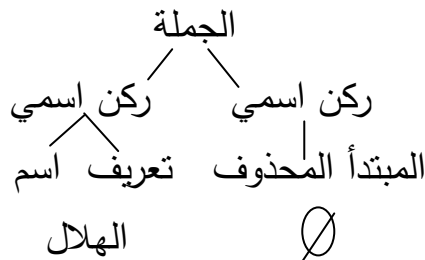 الجملة
ركن اسمي ركن اسمي
المبتدأ المحذوف تعريف اسم
∅ الهلال